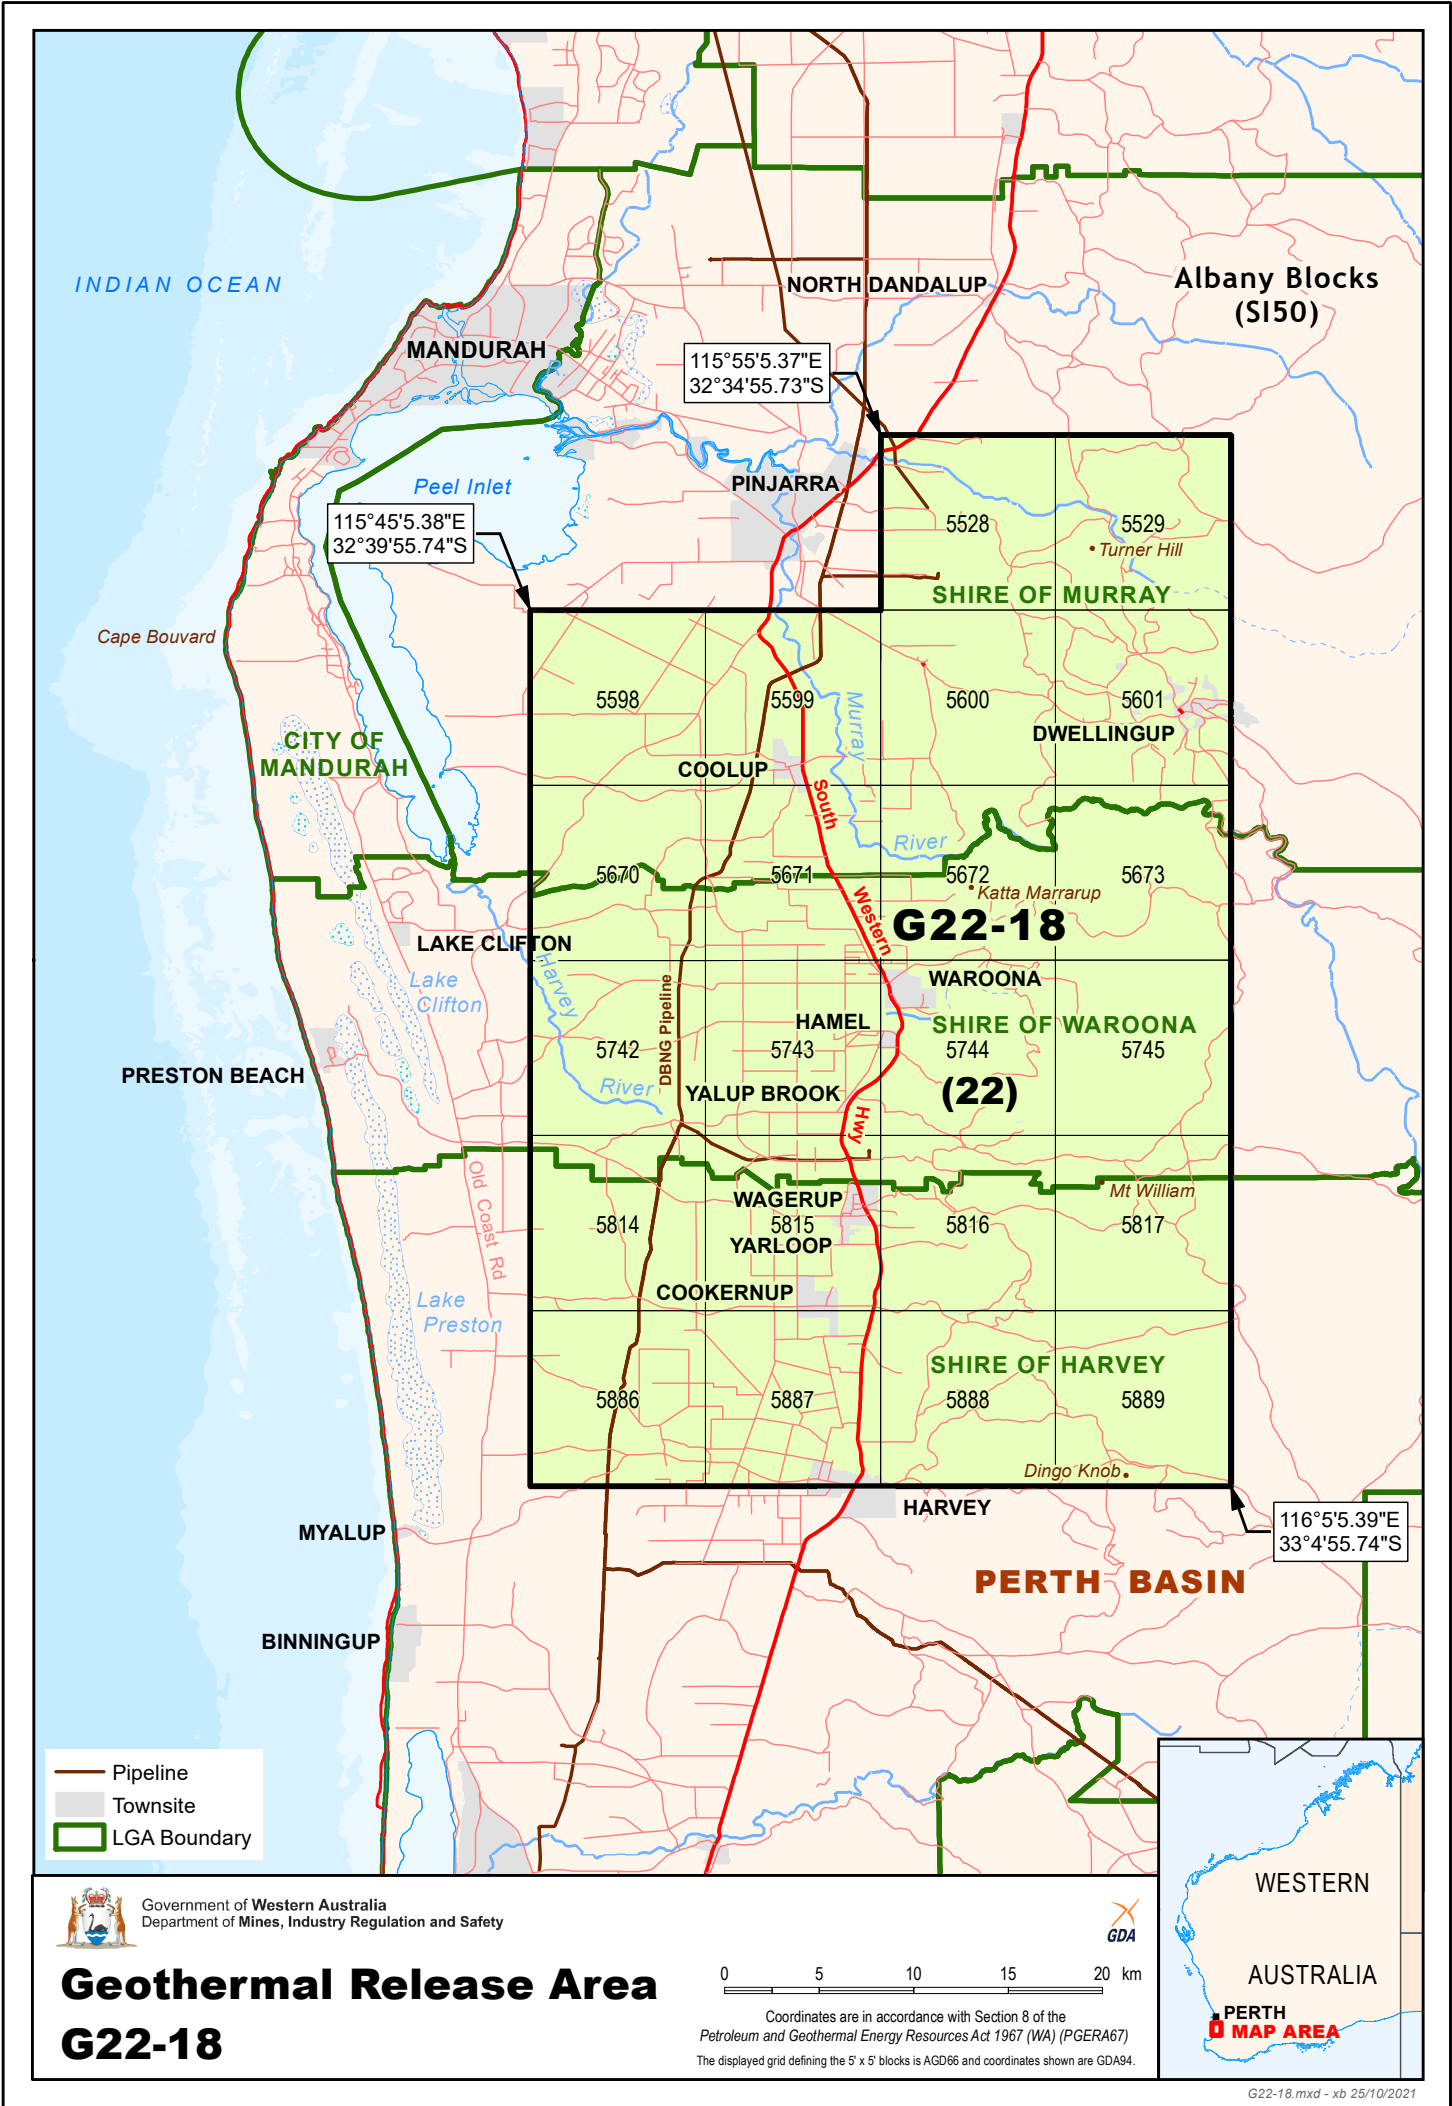 INDIAN OCEAN
NORTH DANDALUP
Albany Blocks
(SI50)
MANDURAH
115°55'5.37"E
32°34'55.73"S
Peel Inlet
PINJARRA
115°45'5.38"E
32°39'55.74"S
5528
5529
Turner Hill
SHIRE OF MURRAY
Cape Bouvard
5598
5599
5600
5601
Murray
DWELLINGUP
CITY OF
MANDURAH
COOLUP
South
River
5670
5671
5672
5673
Katta Marrarup
Western
G22-18
LAKE CLIFTON
Harvey
Lake
Clifton
WAROONA
HAMEL
SHIRE OF WAROONA
DBNG Pipeline
5742
5743
5744
5745
PRESTON BEACH
River
YALUP BROOK
(22)
Hwy
Old Coast Rd
Mt William
WAGERUP
5814
5815
5816
5817
YARLOOP
COOKERNUP
Lake
Preston
SHIRE OF HARVEY
5886
5887
5888
5889
Dingo Knob
HARVEY
116°5'5.39"E
33°4'55.74"S
MYALUP
PERTH BASIN
BINNINGUP
Pipeline
Townsite
LGA Boundary
WESTERN
AUSTRALIA
PERTH
MAP AREA
Government of Western Australia
Department of Mines, Industry Regulation and Safety
GDA
Geothermal Release Area
G22-18
0 5 10 15 20 km
Coordinates are in accordance with Section 8 of the
Petroleum and Geothermal Energy Resources Act 1967 (WA) (PGERA67)
The displayed grid defining the 5' x 5' blocks is AGD66 and coordinates shown are GDA94.
G22-18.mxd - xb 25/10/2021